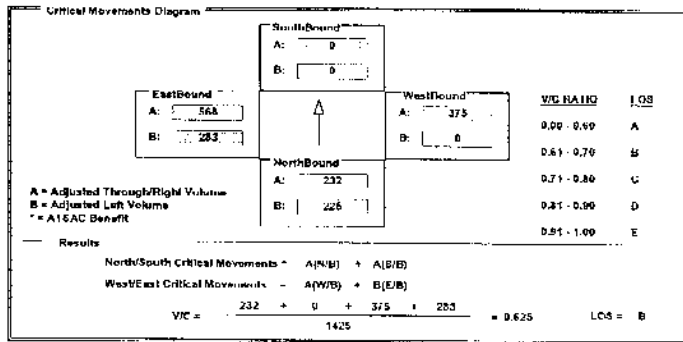 Critical Movements Diagram
SouthBound
A: 0
B: 0
EastBound
A: 568
B: 283
WestBound
A: 375
B: 0
NorthBound
A: 232
B: 226
V/C RATIO LOS
0.00 - 0.60 A
0.61 - 0.70 B
0.71 - 0.80 C
0.81 - 0.90 D
0.91 - 1.00 E
A = Adjusted Through/Right Volume
B = Adjusted Left Volume
* = ATSAC Benefit
Results
North/South Critical Movements = A(N/B) + A(S/B)
West/East Critical Movements = A(W/B) + B(E/B)
V/C = 232 + 0 + 375 + 283 = 0.625 LOS = B
1425